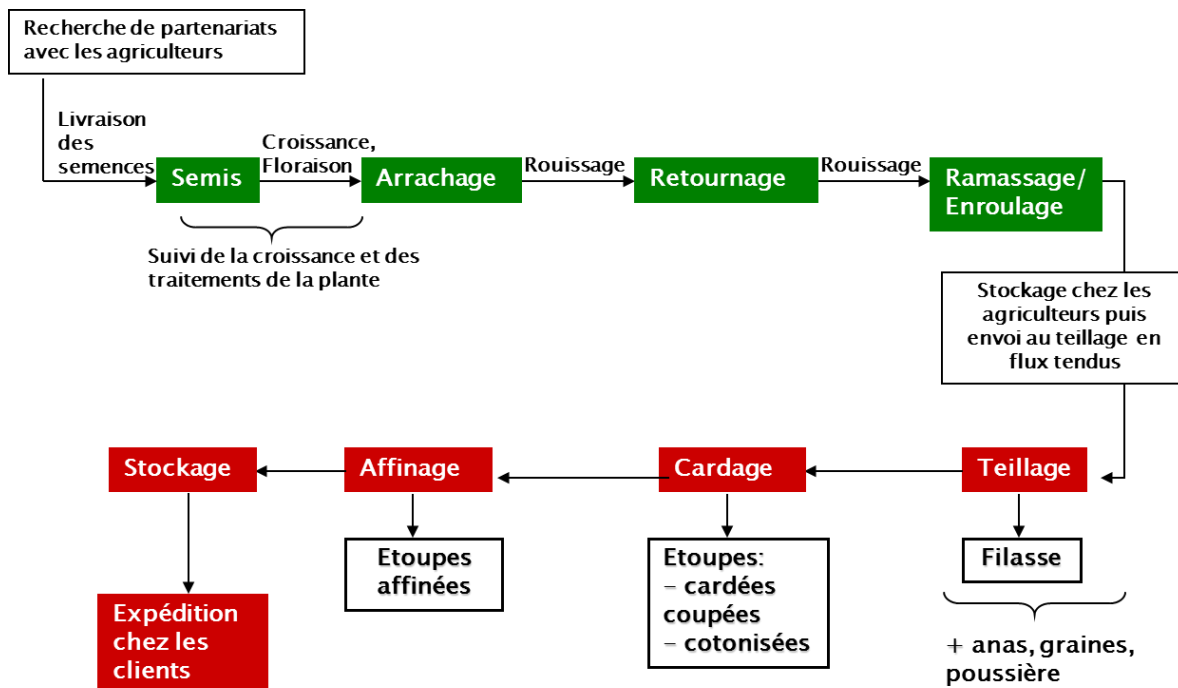 Recherche de partenariats
avec les agriculteurs
Livraison
des
semences
Semis
Croissance,
Floraison
Arrachage
Rouissage
Retournage
Rouissage
Ramassage/
Enroulage
Suivi de la croissance et des
traitements de la plante
Stockage chez les
agriculteurs puis
envoi au teillage en
flux tendus
Stockage
Affinage
Cardage
Teillage
Etoupes
affinées
Etoupes:
– cardées
coupées
– cotonisées
Filasse
Expédition
chez les
clients
+ anas, graines,
poussière